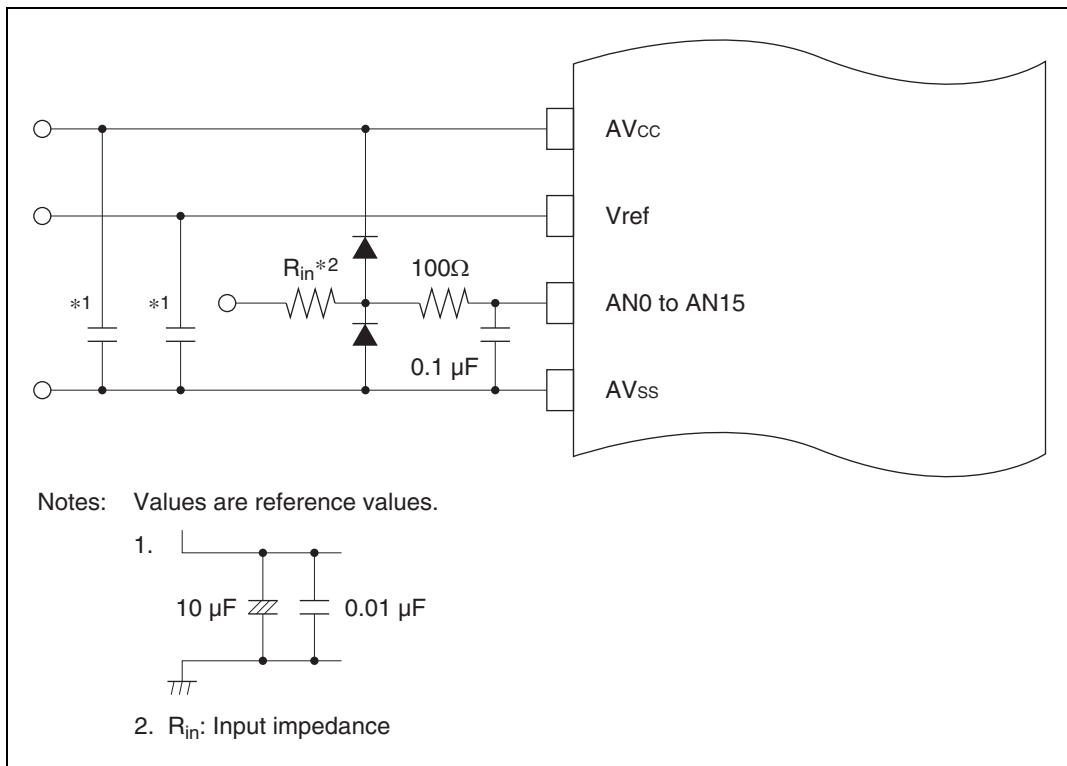 AVCC
Vref
Rin*2
100Ω
*1
*1
AN0 to AN15
0.1 µF
AVSS
Notes: Values are reference values.
1.
10 µF
0.01 µF
2. Rin: Input impedance